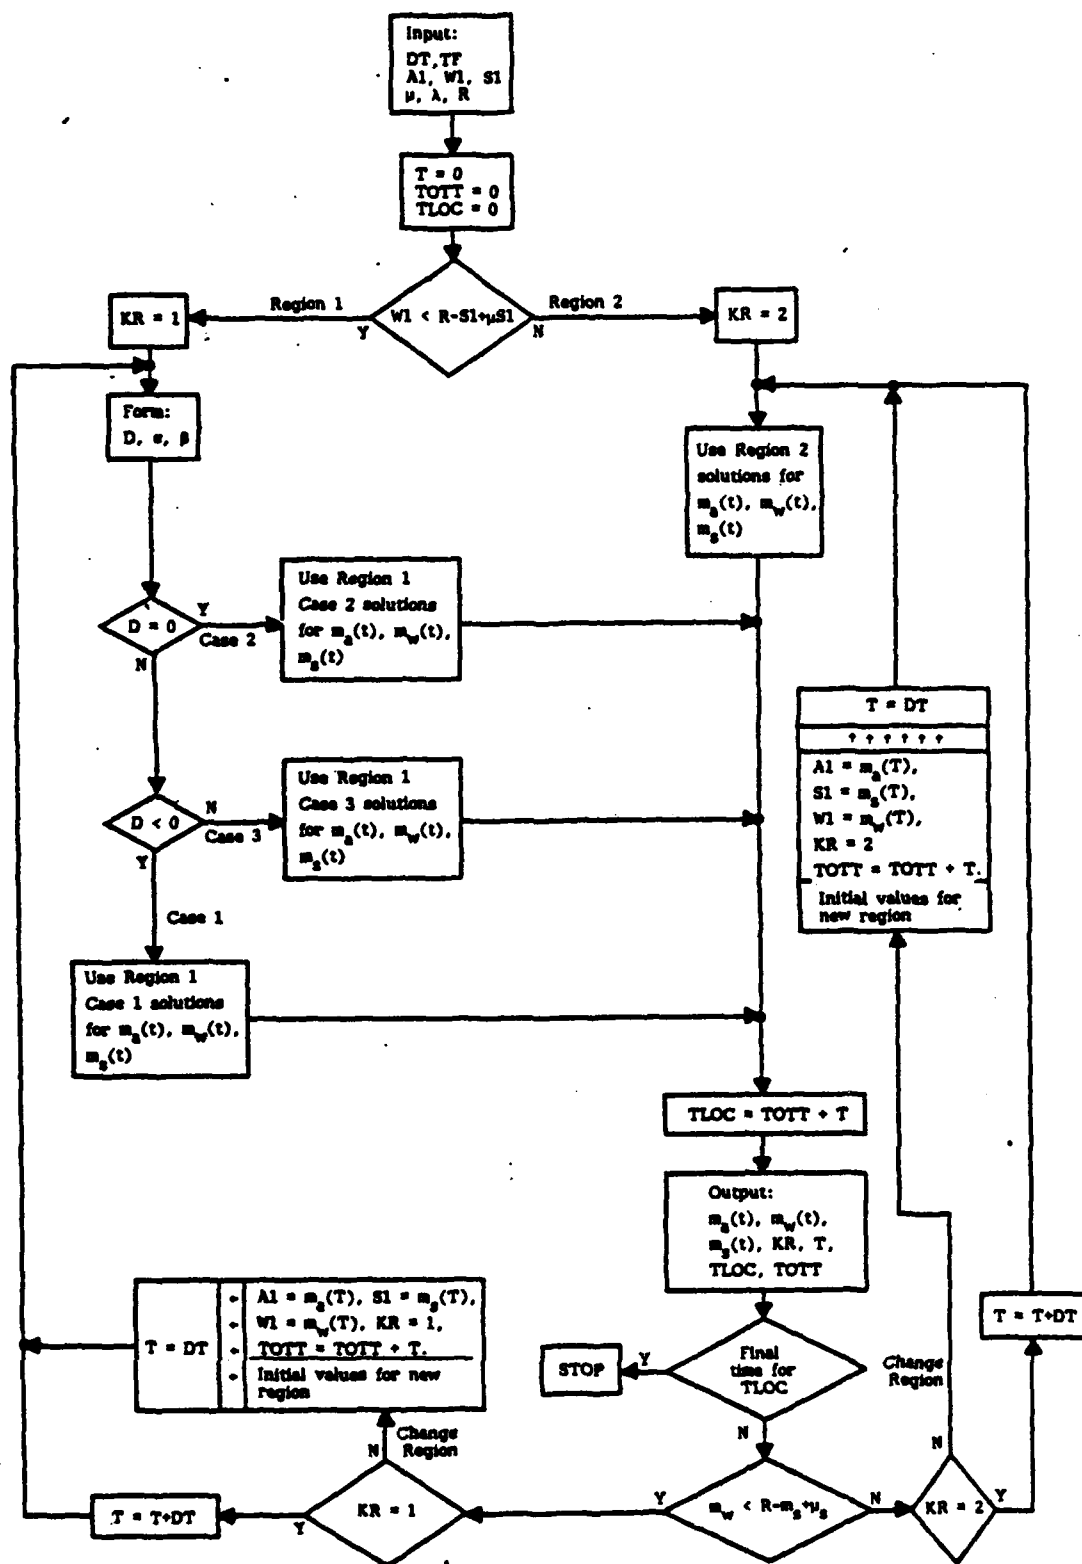 Input:
DT,TF
A1, W1, S1
μ, λ, R
T = 0
TOTT = 0
TLOC = 0
W1 < R-S1+μS1
Region 1
Y
Region 2
N
KR = 1
KR = 2
Form:
D, α, β
Use Region 2
solutions for
m_a(t), m_w(t),
m_s(t)
D = 0
Y
Case 2
N
Use Region 1
Case 2 solutions
for m_a(t), m_w(t),
m_s(t)
D < 0
N
Case 3
Y
Use Region 1
Case 3 solutions
for m_a(t), m_w(t),
m_s(t)
Case 1
Use Region 1
Case 1 solutions
for m_a(t), m_w(t),
m_s(t)
T = DT
↑ ↑ ↑ ↑ ↑ ↑
A1 = m_a(T),
S1 = m_s(T),
W1 = m_w(T),
KR = 2
TOTT = TOTT + T.
Initial values for
new region
TLOC = TOTT + T
Output:
m_a(t), m_w(t),
m_s(t), KR, T,
TLOC, TOTT
T = DT
← A1 = m_a(T), S1 = m_s(T),
← W1 = m_w(T), KR = 1,
← TOTT = TOTT + T.
← Initial values for new
region
STOP
Y
Final
time for
TLOC
N
Change
Region
N
T = T+DT
Change
Region
N
T = T+DT
Y
KR = 1
Y
m_w < R-m_s+μ_s
N
KR = 2
Y